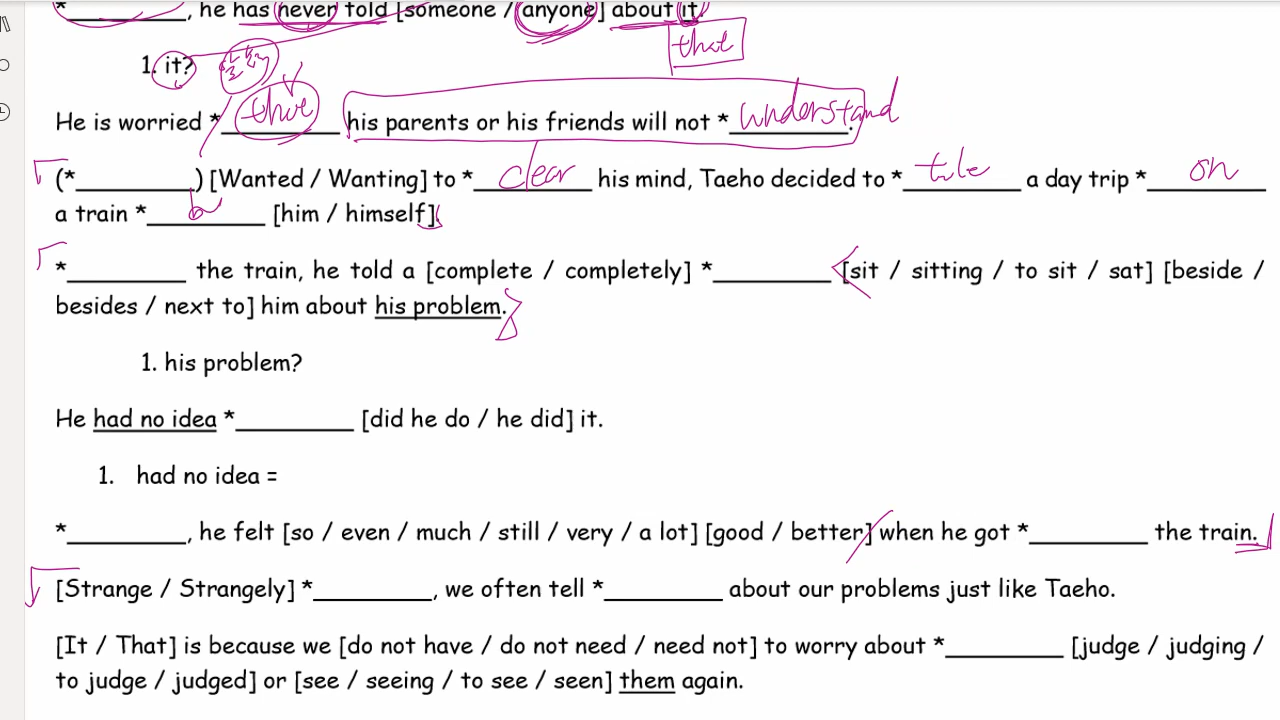 *__________, he has never told [someone / anyone] about it.
that
1. it?
He is worried *__________ his parents or his friends will not *__________. understand
(*__________) [Wanted / Wanting] to *__________ his mind, Taeho decided to *__________ a day trip *__________ clear on
a train *__________ [him / himself].
*__________ the train, he told a [complete / completely] *__________ [sit / sitting / to sit / sat] [beside /
besides / next to] him about his problem.
1. his problem?
He had no idea *__________ [did he do / he did] it.
1. had no idea =
*__________, he felt [so / even / much / still / very / a lot] [good / better] when he got *__________ the train.
[Strange / Strangely] *__________, we often tell *__________ about our problems just like Taeho.
[It / That] is because we [do not have / do not need / need not] to worry about *__________ [judge / judging /
to judge / judged] or [see / seeing / to see / seen] them again.